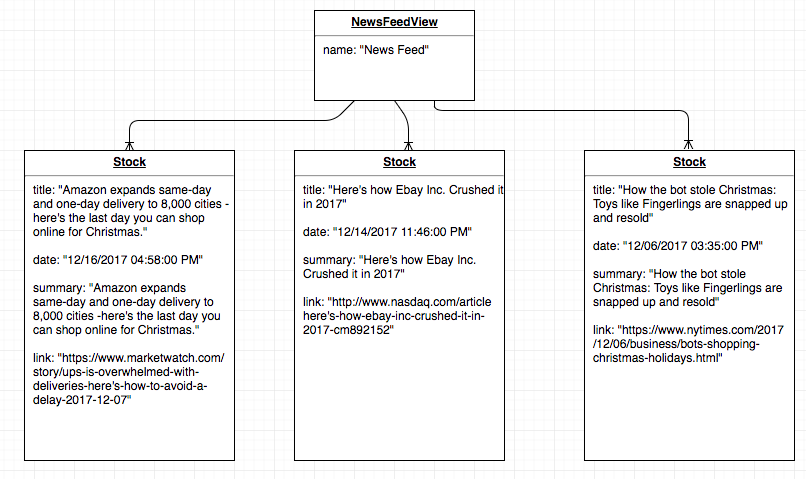 NewsFeedView
name: "News Feed"
Stock
title: "Amazon expands same-day
and one-day delivery to 8,000 cities -
here's the last day you can shop
online for Christmas."
date: "12/16/2017 04:58:00 PM"
summary: "Amazon expands
same-day and one-day delivery to
8,000 cities -here's the last day you
can shop online for Christmas."
link: "https://www.marketwatch.com/
story/ups-is-overwhelmed-with-
deliveries-here's-how-to-avoid-a-
delay-2017-12-07"
Stock
title: "Here's how Ebay Inc. Crushed it
in 2017"
date: "12/14/2017 11:46:00 PM"
summary: "Here's how Ebay Inc.
Crushed it in 2017"
link: "http://www.nasdaq.com/article
here's-how-ebay-inc-crushed-it-in-
2017-cm892152"
Stock
title: "How the bot stole Christmas:
Toys like Fingerlings are snapped up
and resold"
date: "12/06/2017 03:35:00 PM"
summary: "How the bot stole
Christmas: Toys like Fingerlings are
snapped up and resold"
link: "https://www.nytimes.com/2017
/12/06/business/bots-shopping-
christmas-holidays.html"